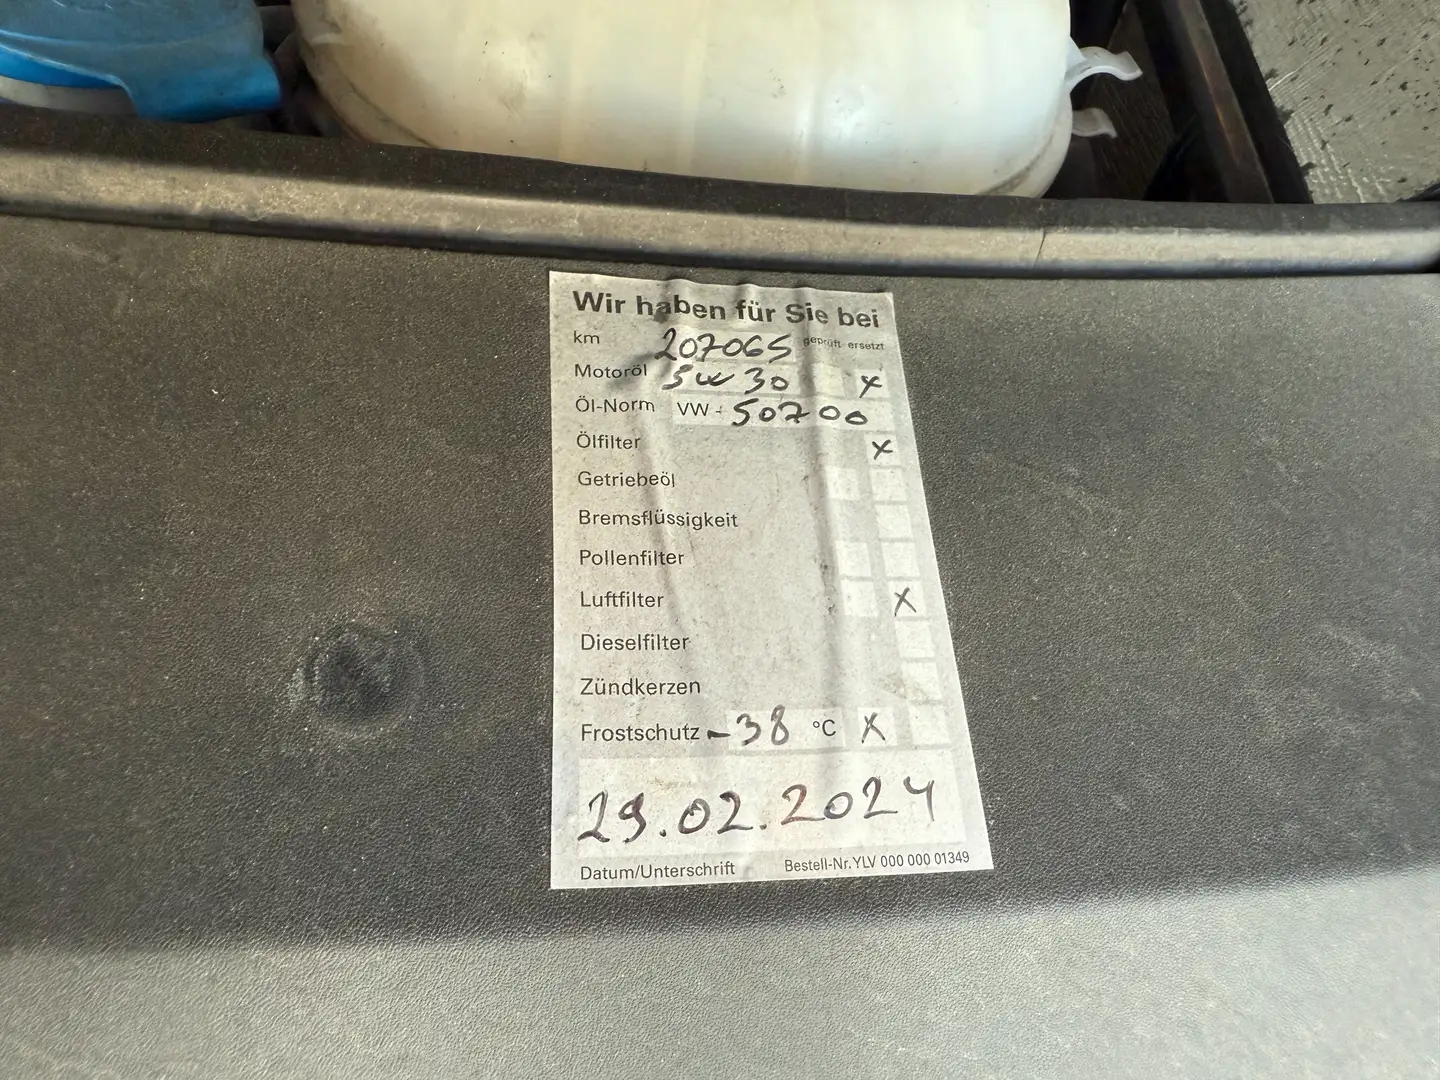 Wir haben für Sie bei
km 207065 geprüft ersetzt
Motoröl 5W30 x
Öl-Norm VW - 50700
Ölfilter x
Getriebeöl
Bremsflüssigkeit
Pollenfilter
Luftfilter x
Dieselfilter
Zündkerzen
Frostschutz -38 °C x
29.02.2024
Datum/Unterschrift Bestell-Nr. YLV 000 000 01349